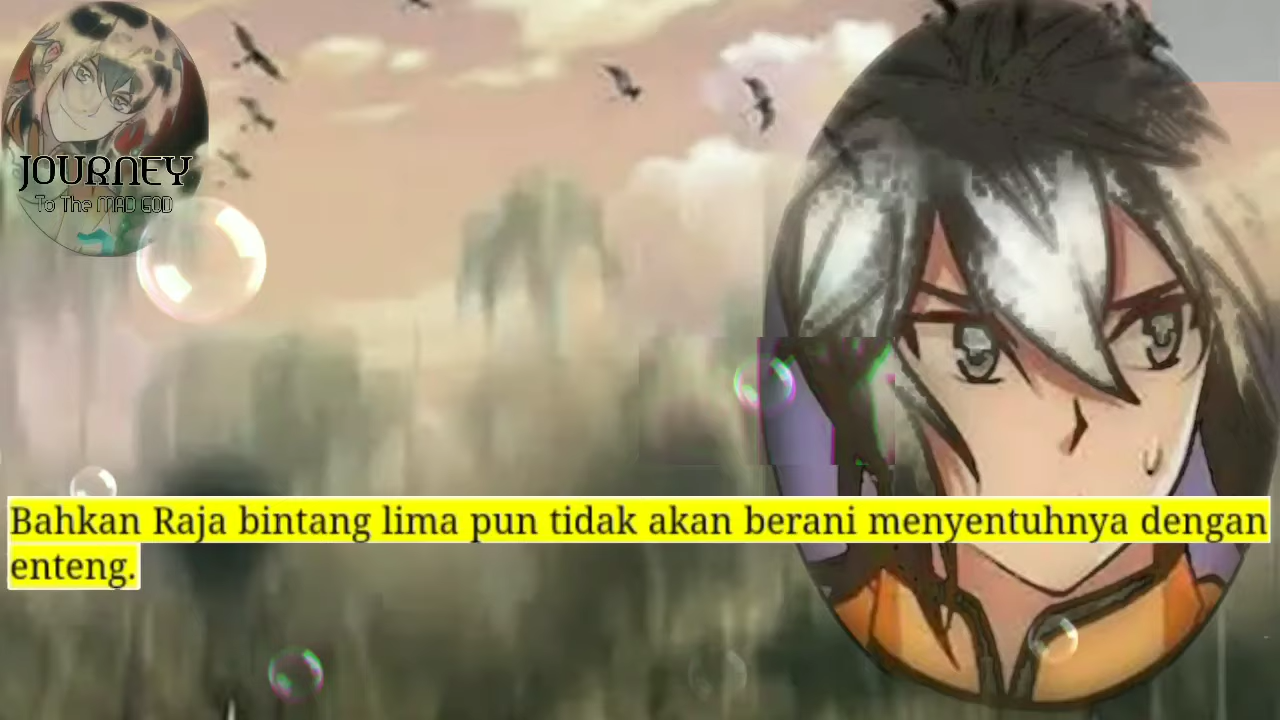 JOURNEY
To The MAD GOD
Bahkan Raja bintang lima pun tidak akan berani menyentuhnya dengan
enteng.